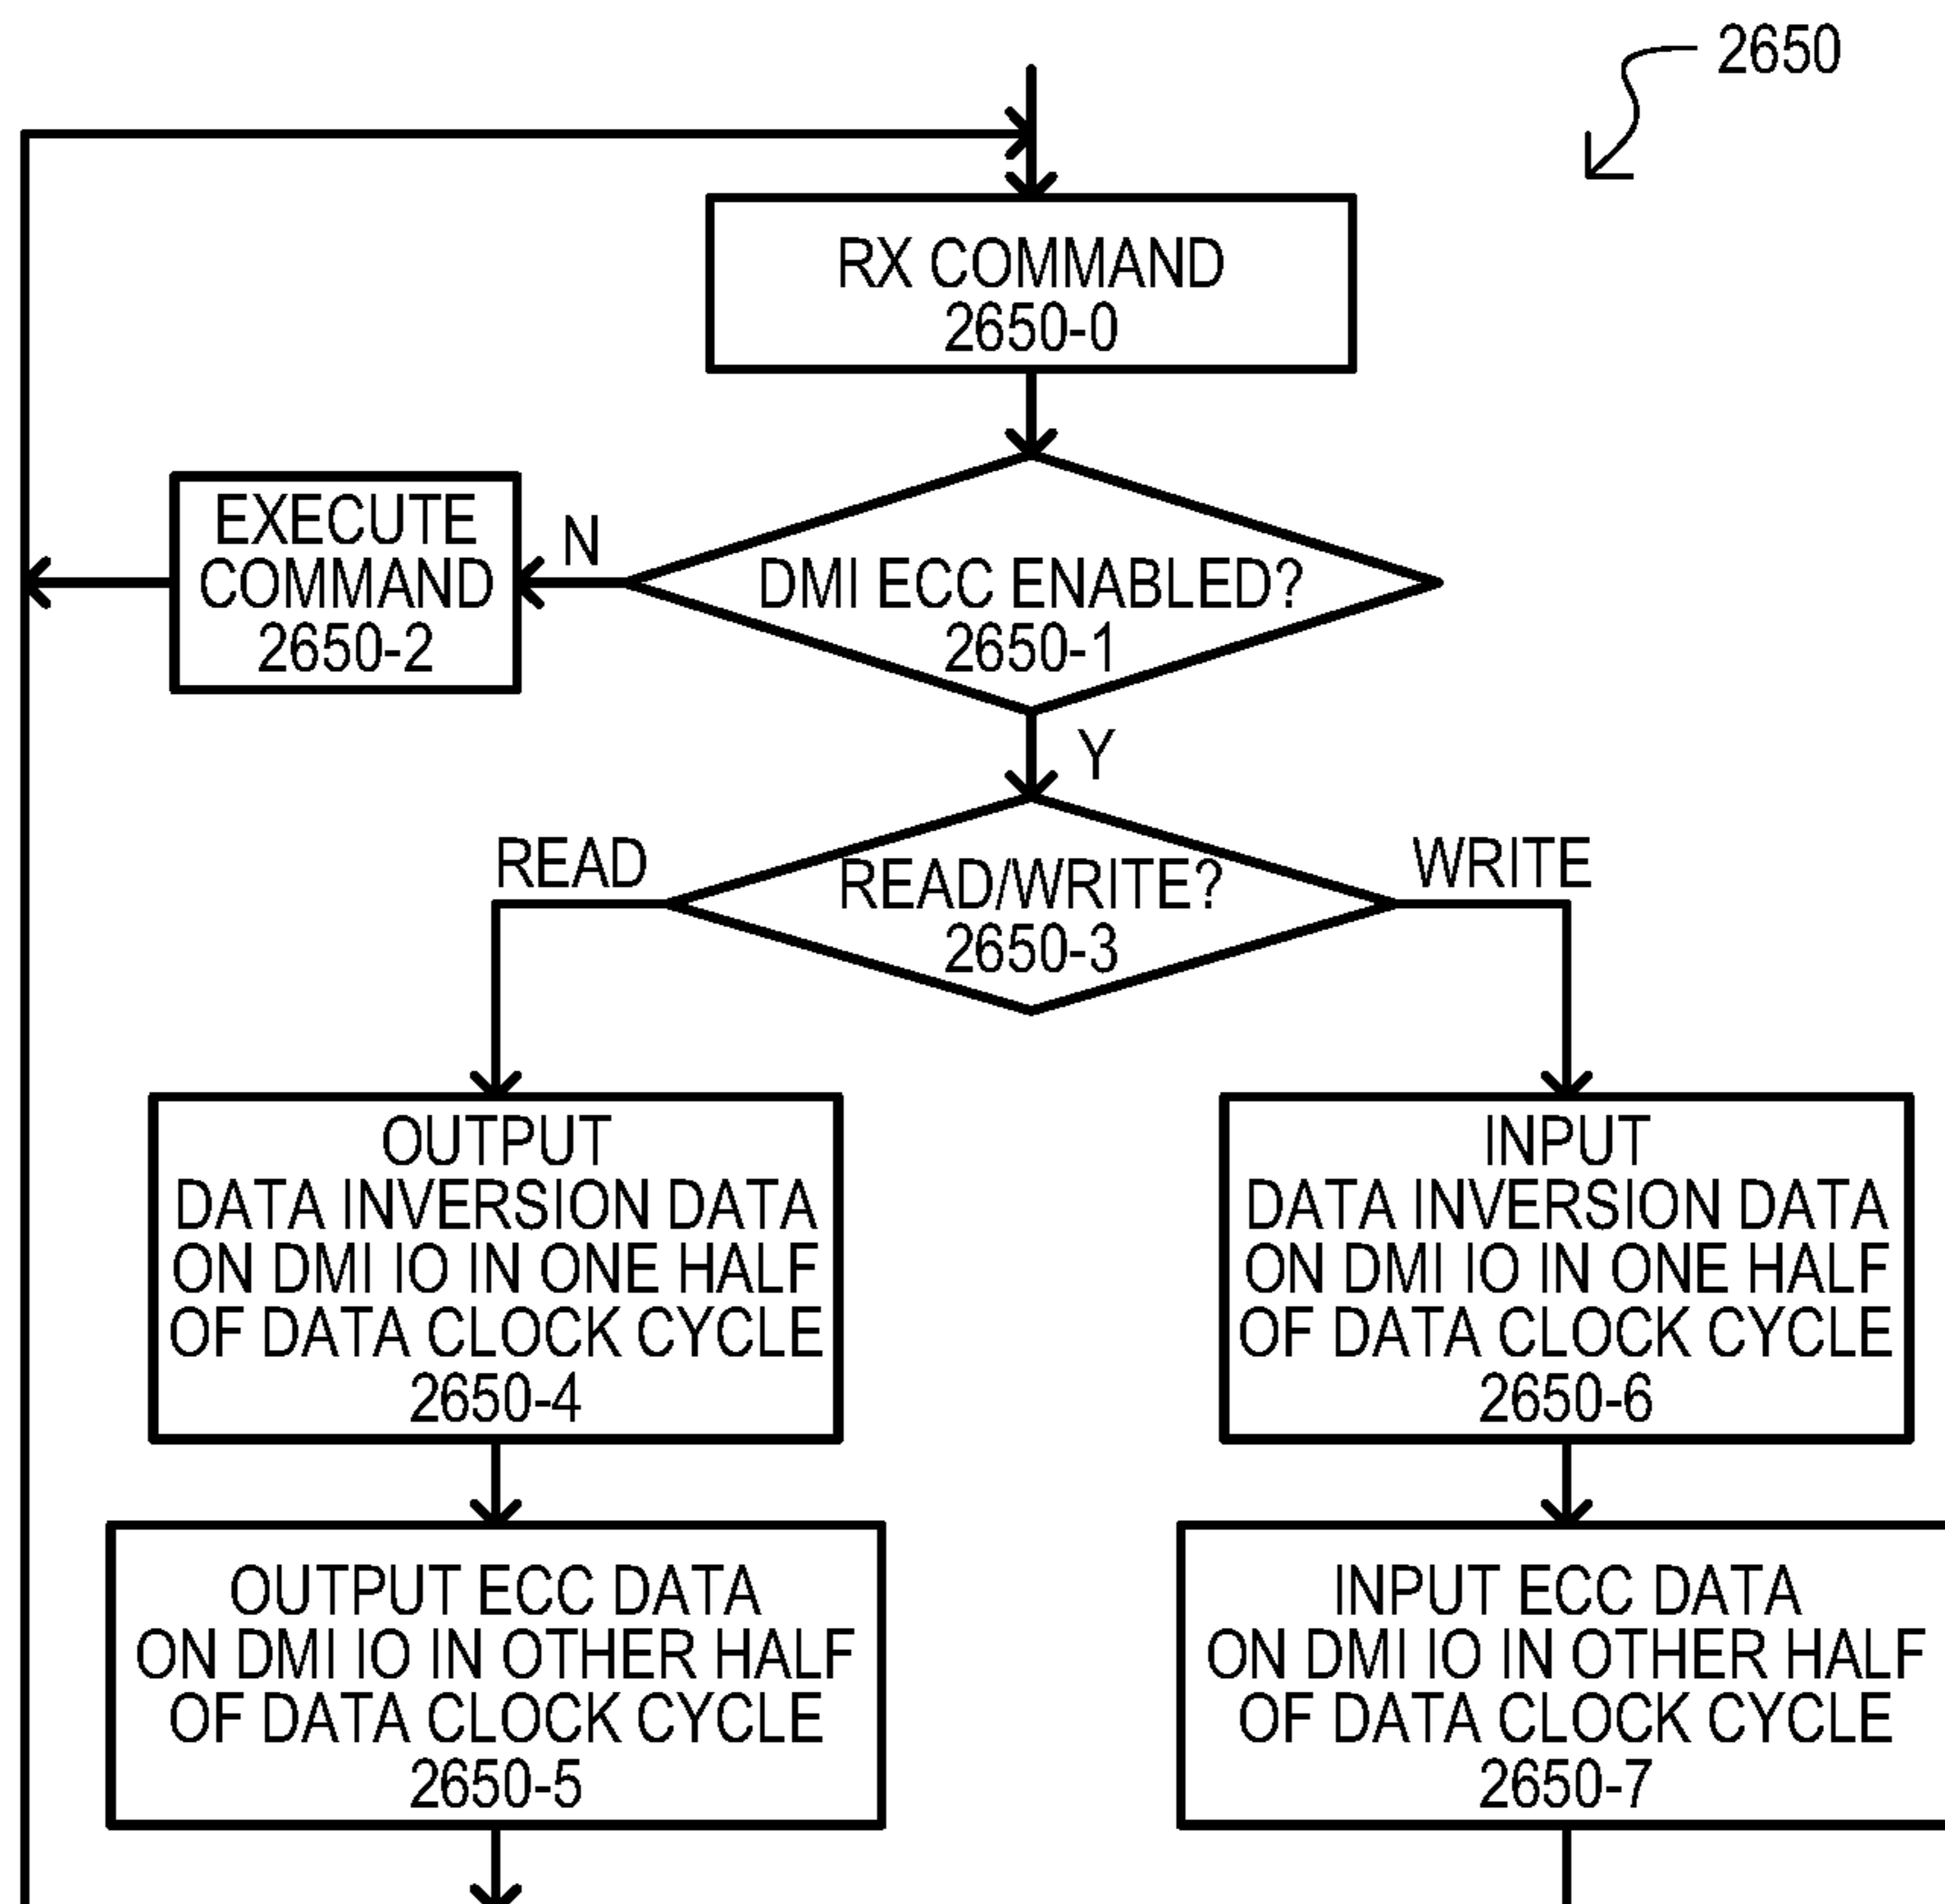 2650
RX COMMAND
2650-0
EXECUTE
COMMAND
2650-2
N
DMI ECC ENABLED?
2650-1
Y
READ
READ/WRITE?
2650-3
WRITE
OUTPUT
DATA INVERSION DATA
ON DMI IO IN ONE HALF
OF DATA CLOCK CYCLE
2650-4
INPUT
DATA INVERSION DATA
ON DMI IO IN ONE HALF
OF DATA CLOCK CYCLE
2650-6
OUTPUT ECC DATA
ON DMI IO IN OTHER HALF
OF DATA CLOCK CYCLE
2650-5
INPUT ECC DATA
ON DMI IO IN OTHER HALF
OF DATA CLOCK CYCLE
2650-7